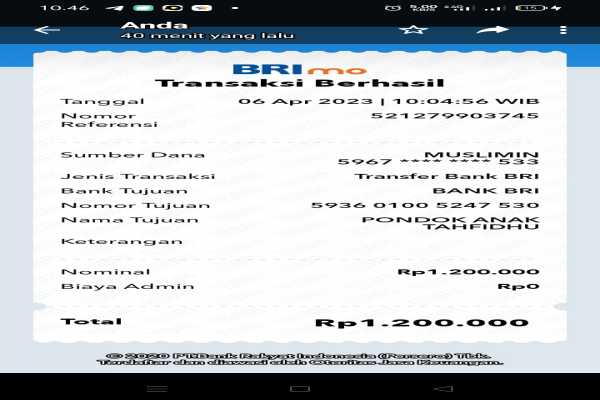 10.46
5,00
15
Anda
40 menit yang lalu
BRImo
Transaksi Berhasil
Tanggal 06 Apr 2023 | 10:04:56 WIB
Nomor 521279903745
Referensi
Sumber Dana MUSLIMIN
5967 **** **** 533
Jenis Transaksi Transfer Bank BRI
Bank Tujuan BANK BRI
Nomor Tujuan 5936 0100 5247 530
Nama Tujuan PONDOK ANAK
TAHFIDHU
Keterangan
Nominal Rp1.200.000
Biaya Admin Rp0
Total Rp1.200.000
© 2020 PT.Bank Rakyat Indonesia (Persero) Tbk.
Terdaftar dan diawasi oleh Otoritas Jasa Keuangan.